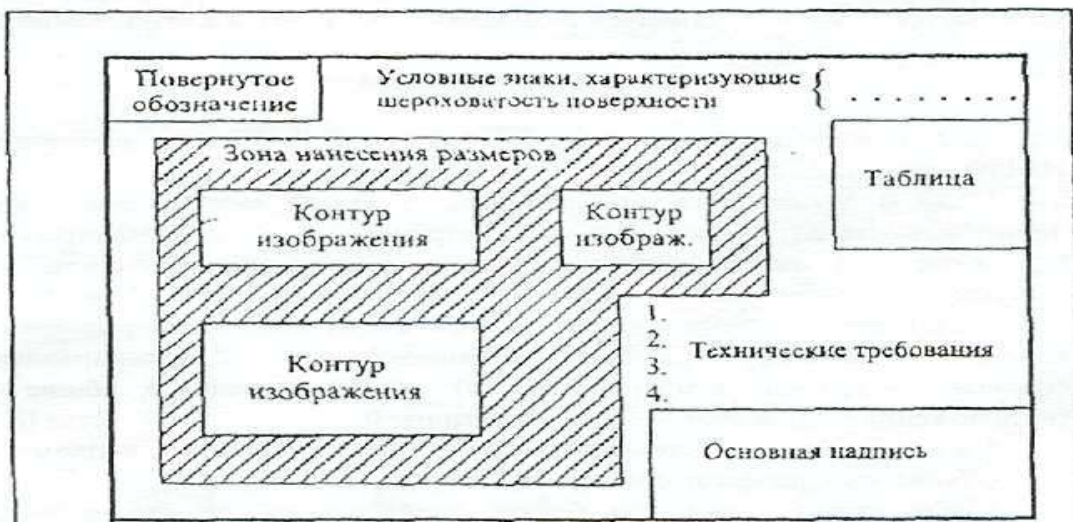 Повернутое
обозначение
Условные знаки, характеризующие
шероховатость поверхности
Зона нанесения размеров
Таблица
Контур
изображения
Контур
изображ.
1.
2.
3.
4.
Технические требования
Контур
изображения
Основная надпись